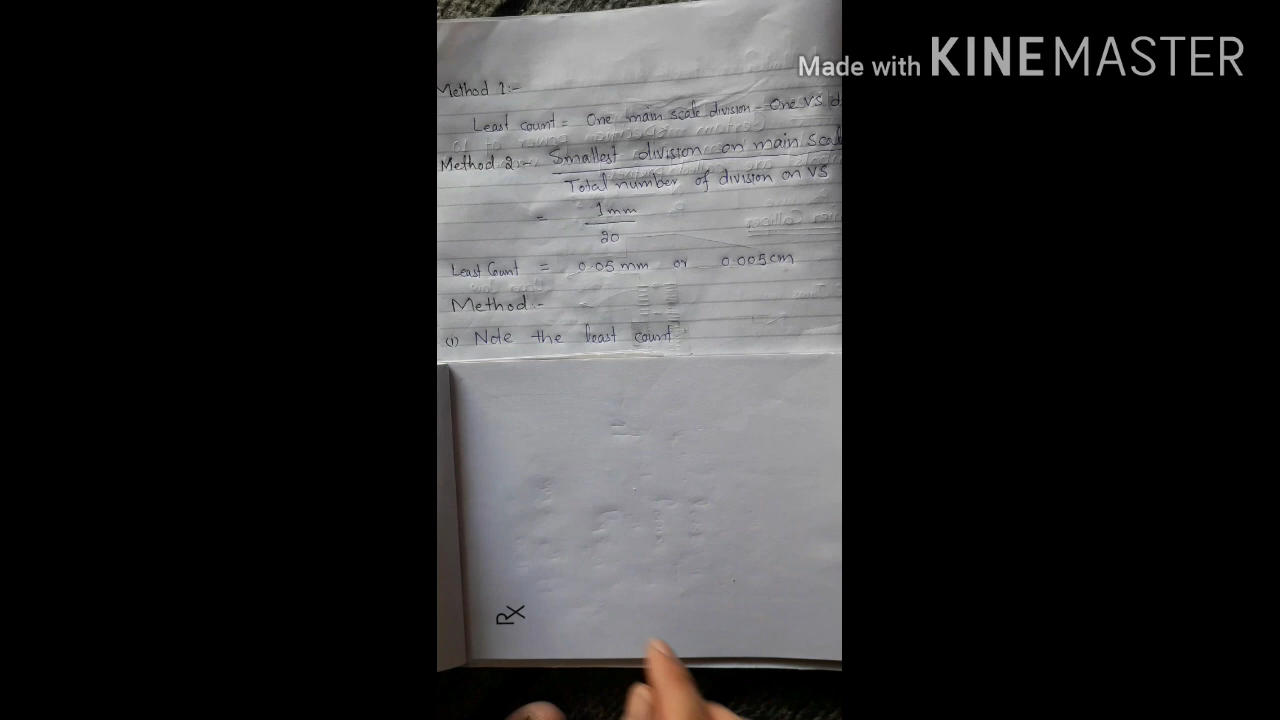 Made with KINEMASTER
Method 1:-
Least count = One main scale division - One VS d
Method 2:- Smallest division on main scal
Total number of division on VS
= 1mm
20
Least Count = 0.05 mm or 0.005cm
Method:-
(1) Note the least count
Rx